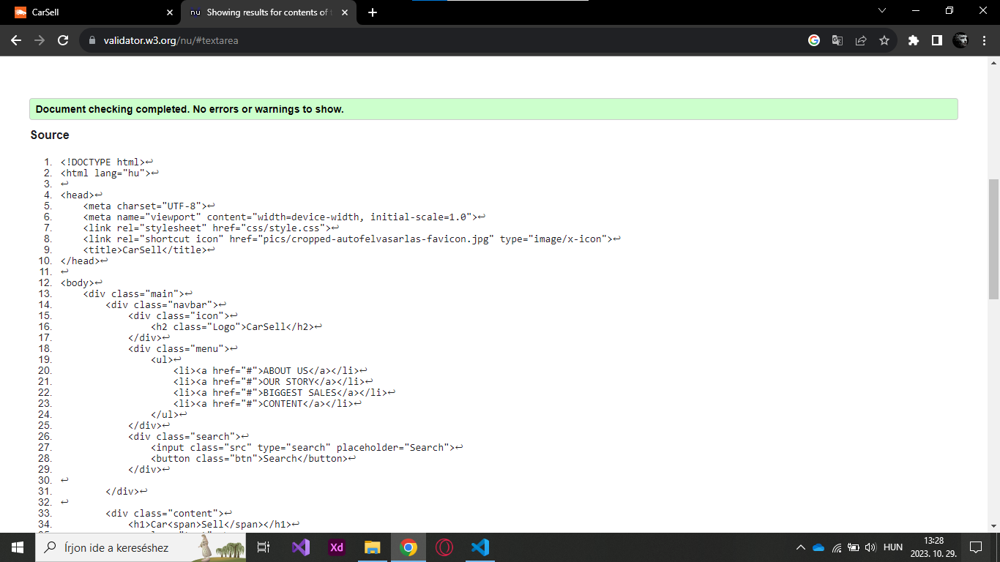 CarSell
nu Showing results for contents of t
validator.w3.org/nu/#textarea
Document checking completed. No errors or warnings to show.
Source
1. <!DOCTYPE html>↩
2. <html lang="hu">↩
3. ↩
4. <head>↩
5. <meta charset="UTF-8">↩
6. <meta name="viewport" content="width=device-width, initial-scale=1.0">↩
7. <link rel="stylesheet" href="css/style.css">↩
8. <link rel="shortcut icon" href="pics/cropped-autofelvasarlas-favicon.jpg" type="image/x-icon">↩
9. <title>CarSell</title>↩
10. </head>↩
11. ↩
12. <body>↩
13. <div class="main">↩
14. <div class="navbar">↩
15. <div class="icon">↩
16. <h2 class="Logo">CarSell</h2>↩
17. </div>↩
18. <div class="menu">↩
19. <ul>↩
20. <li><a href="#">ABOUT US</a></li>↩
21. <li><a href="#">OUR STORY</a></li>↩
22. <li><a href="#">BIGGEST SALES</a></li>↩
23. <li><a href="#">CONTENT</a></li>↩
24. </ul>↩
25. </div>↩
26. <div class="search">↩
27. <input class="src" type="search" placeholder="Search">↩
28. <button class="btn">Search</button>↩
29. </div>↩
30. ↩
31. </div>↩
32. ↩
33. <div class="content">↩
34. <h1>Car<span>Sell</span></h1>↩
Írjon ide a kereséshez
Xd
HUN
13:28
2023. 10. 29.